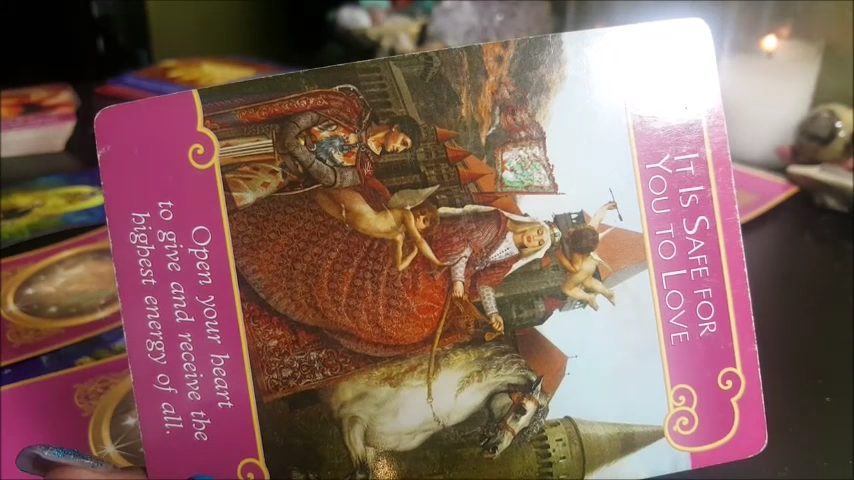 It Is Safe for
You to Love
Open your heart
to give and receive the
highest energy of all.